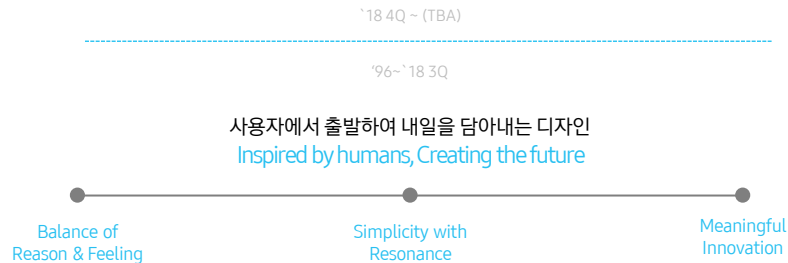 `18 4Q ~ (TBA)
'96~`18 3Q
사용자에서 출발하여 내일을 담아내는 디자인
Inspired by humans, Creating the future
Balance of
Reason & Feeling
Simplicity with
Resonance
Meaningful
Innovation